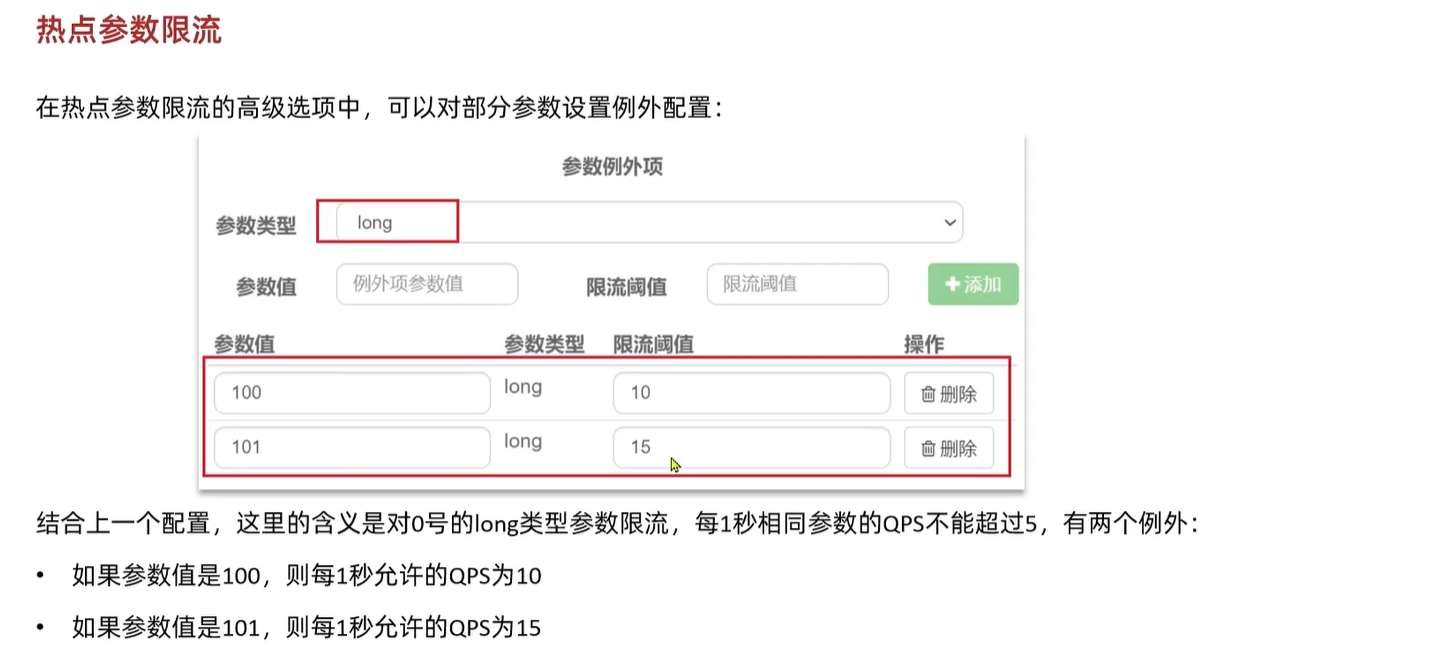 热点参数限流
在热点参数限流的高级选项中，可以对部分参数设置例外配置：
参数例外项
参数类型 long
参数值 例外项参数值 限流阈值 限流阈值 添加
参数值 参数类型 限流阈值 操作
100 long 10 删除
101 long 15 删除
结合上一个配置，这里的含义是对0号的long类型参数限流，每1秒相同参数的QPS不能超过5，有两个例外：
• 如果参数值是100，则每1秒允许的QPS为10
• 如果参数值是101，则每1秒允许的QPS为15